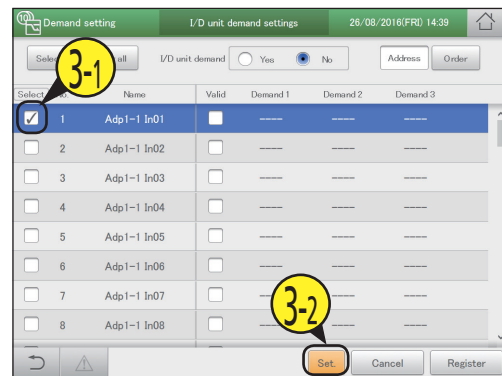 Demand setting I/D unit demand settings 26/08/2016(FRI) 14:39
all I/D unit demand Yes No Address Order
3-1
Select Name Valid Demand 1 Demand 2 Demand 3
1 Adp1-1 In01 ---- ---- ----
2 Adp1-1 In02 ---- ---- ----
3 Adp1-1 In03 ---- ---- ----
4 Adp1-1 In04 ---- ---- ----
5 Adp1-1 In05 ---- ---- ----
6 Adp1-1 In06 ---- ---- ----
7 Adp1-1 In07 ---- ---- ----
3-2
8 Adp1-1 In08 ---- ---- ----
Set. Cancel Register